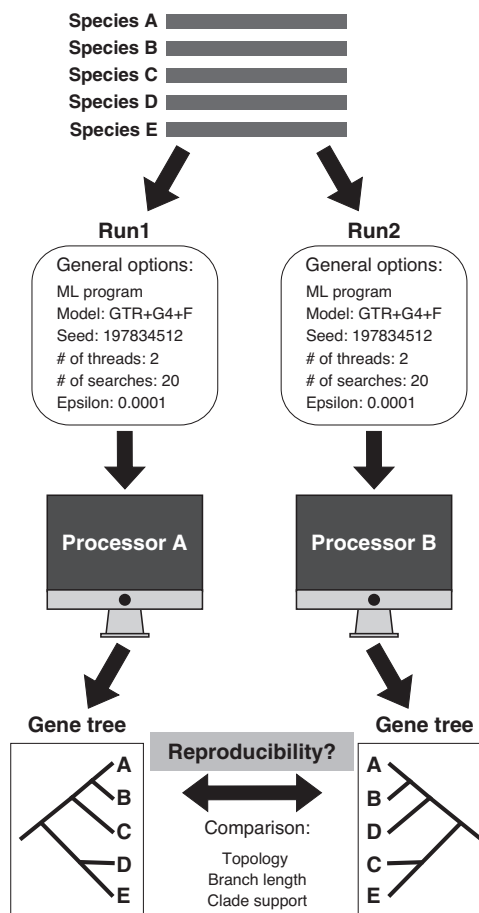 Species A
Species B
Species C
Species D
Species E
Run1
General options:
ML program
Model: GTR+G4+F
Seed: 197834512
# of threads: 2
# of searches: 20
Epsilon: 0.0001
Run2
General options:
ML program
Model: GTR+G4+F
Seed: 197834512
# of threads: 2
# of searches: 20
Epsilon: 0.0001
Processor A
Processor B
Gene tree
A
B
C
D
E
Reproducibility?
Comparison:
Topology
Branch length
Clade support
Gene tree
A
B
D
C
E